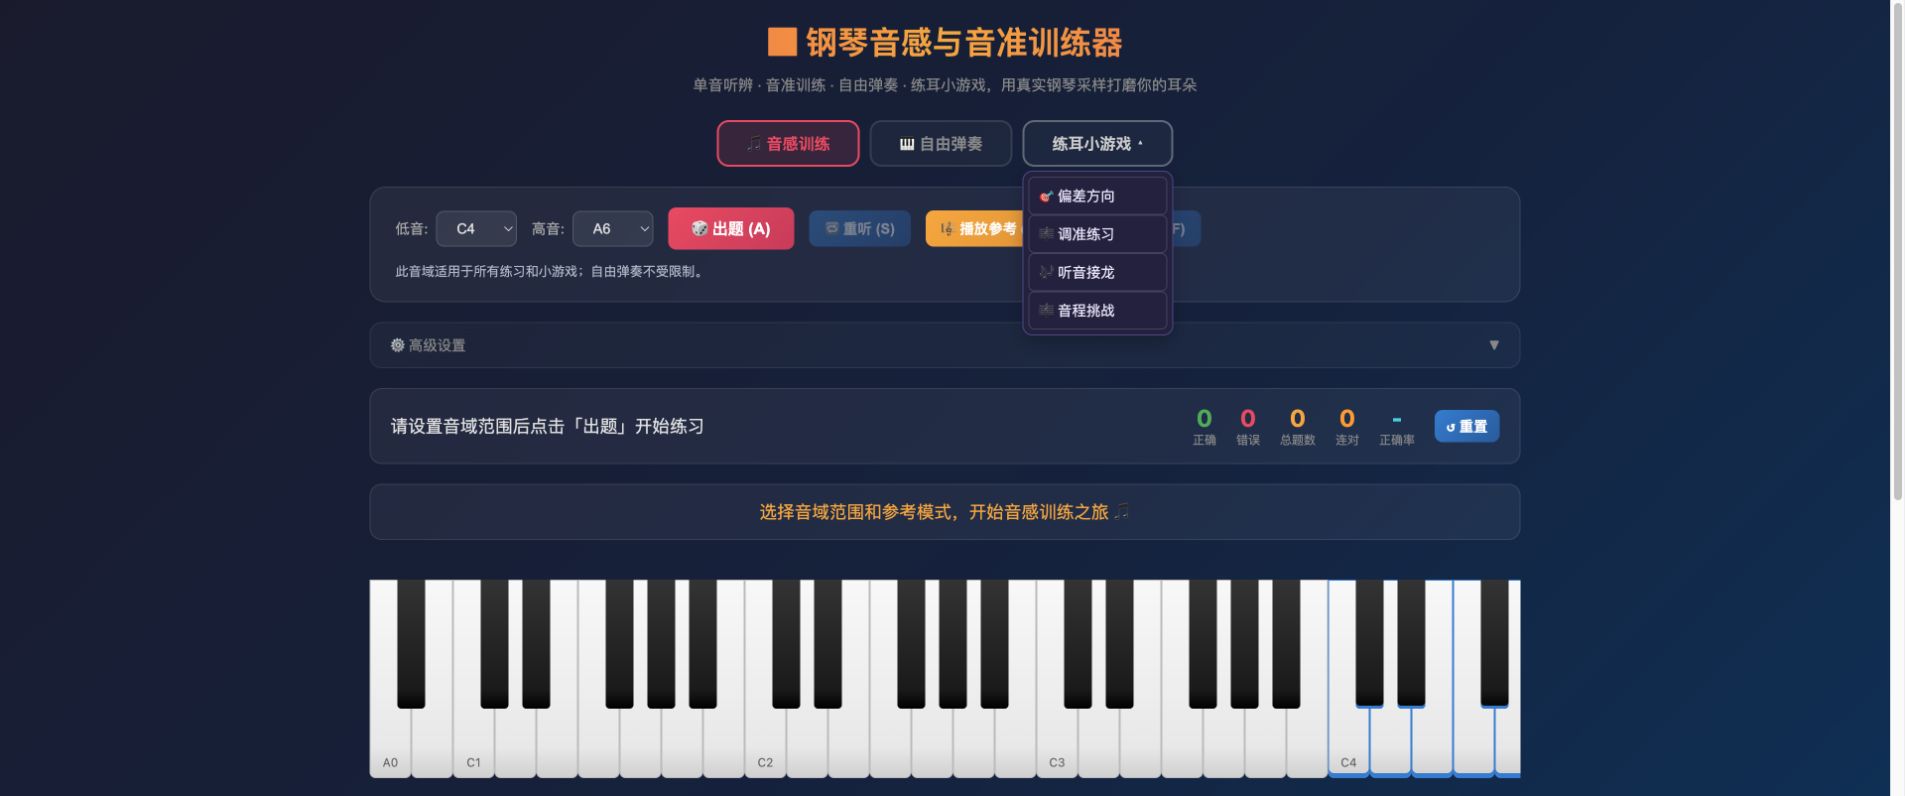 钢琴音感与音准训练器
单音听辨 · 音准训练 · 自由弹奏 · 练耳小游戏，用真实钢琴采样打磨你的耳朵
音感训练 自由弹奏 练耳小游戏
偏差方向
调准练习
听音接龙
音程挑战
低音: C4 高音: A6 出题 (A) 重听 (S) 播放参考 ( F)
此音域适用于所有练习和小游戏；自由弹奏不受限制。
高级设置 ▼
请设置音域范围后点击「出题」开始练习
0 0 0 0 -
正确 错误 总题数 连对 正确率
↺ 重置
选择音域范围和参考模式，开始音感训练之旅
A0 C1 C2 C3 C4